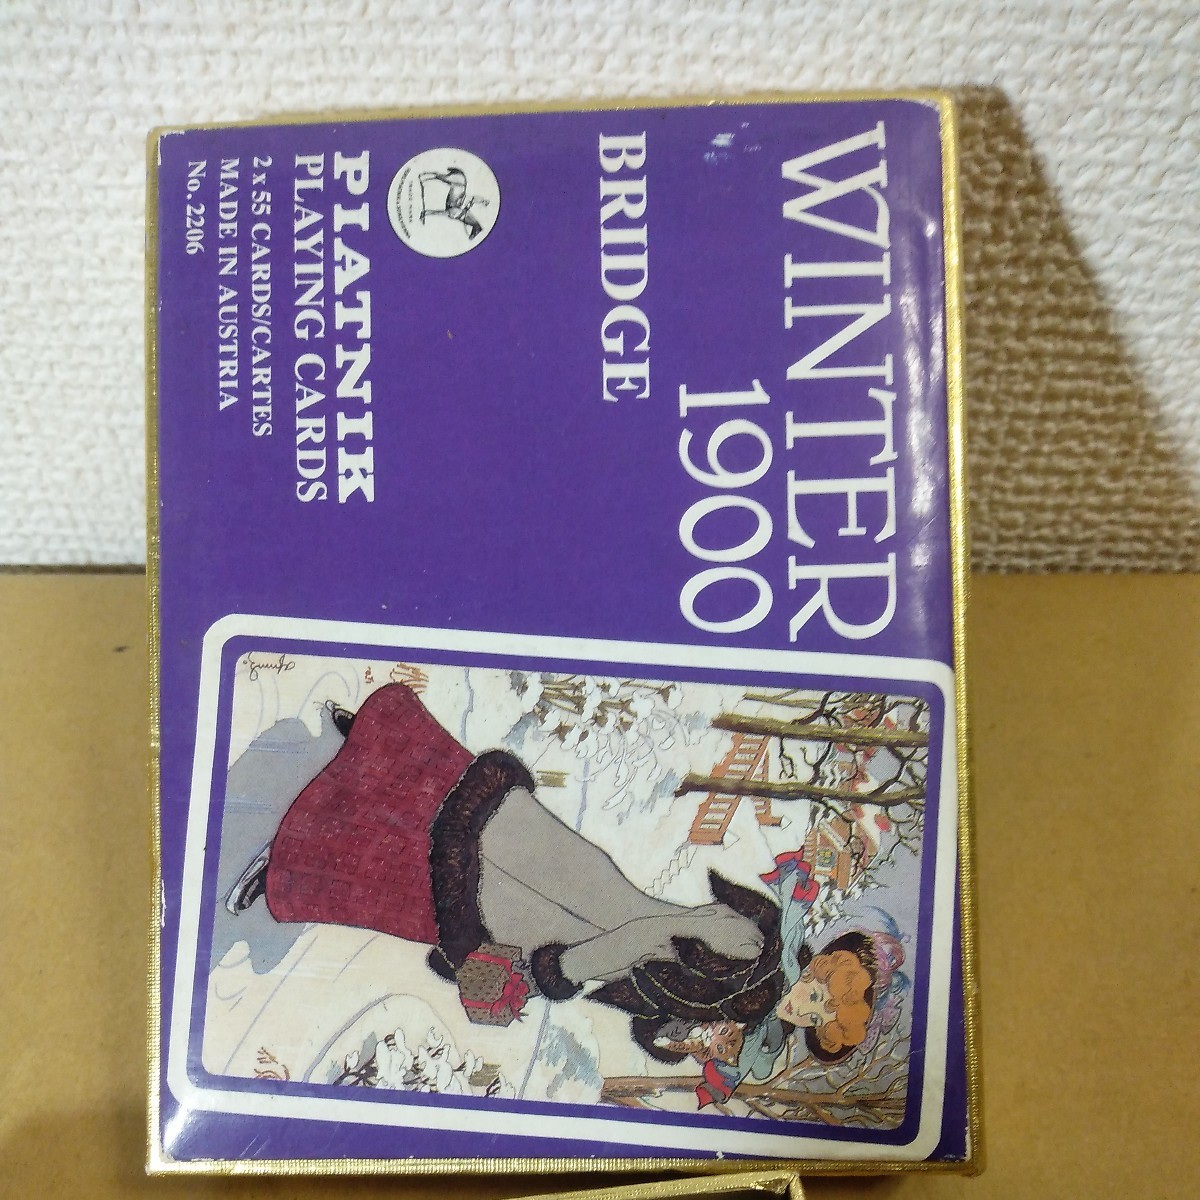 WINTER
1900
BRIDGE
PIATNIK
PLAYING CARDS
2 x 55 CARDS/CARTES
MADE IN AUSTRIA
No. 2206